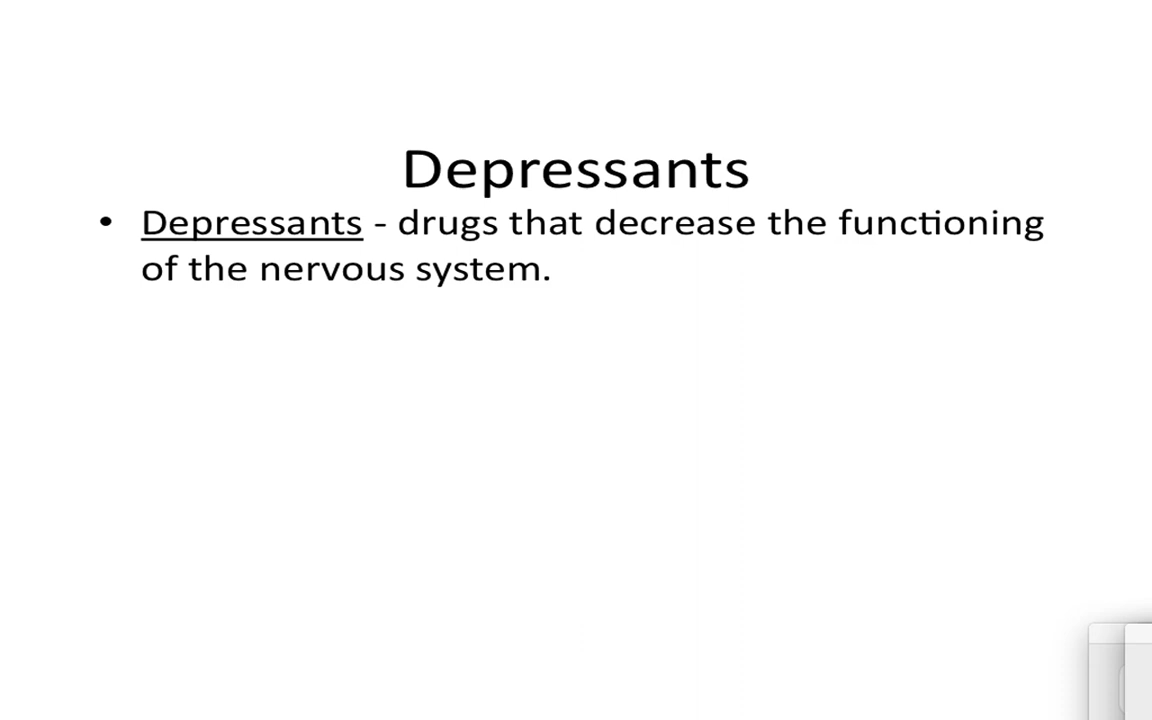 Depressants
• Depressants - drugs that decrease the functioning
of the nervous system.